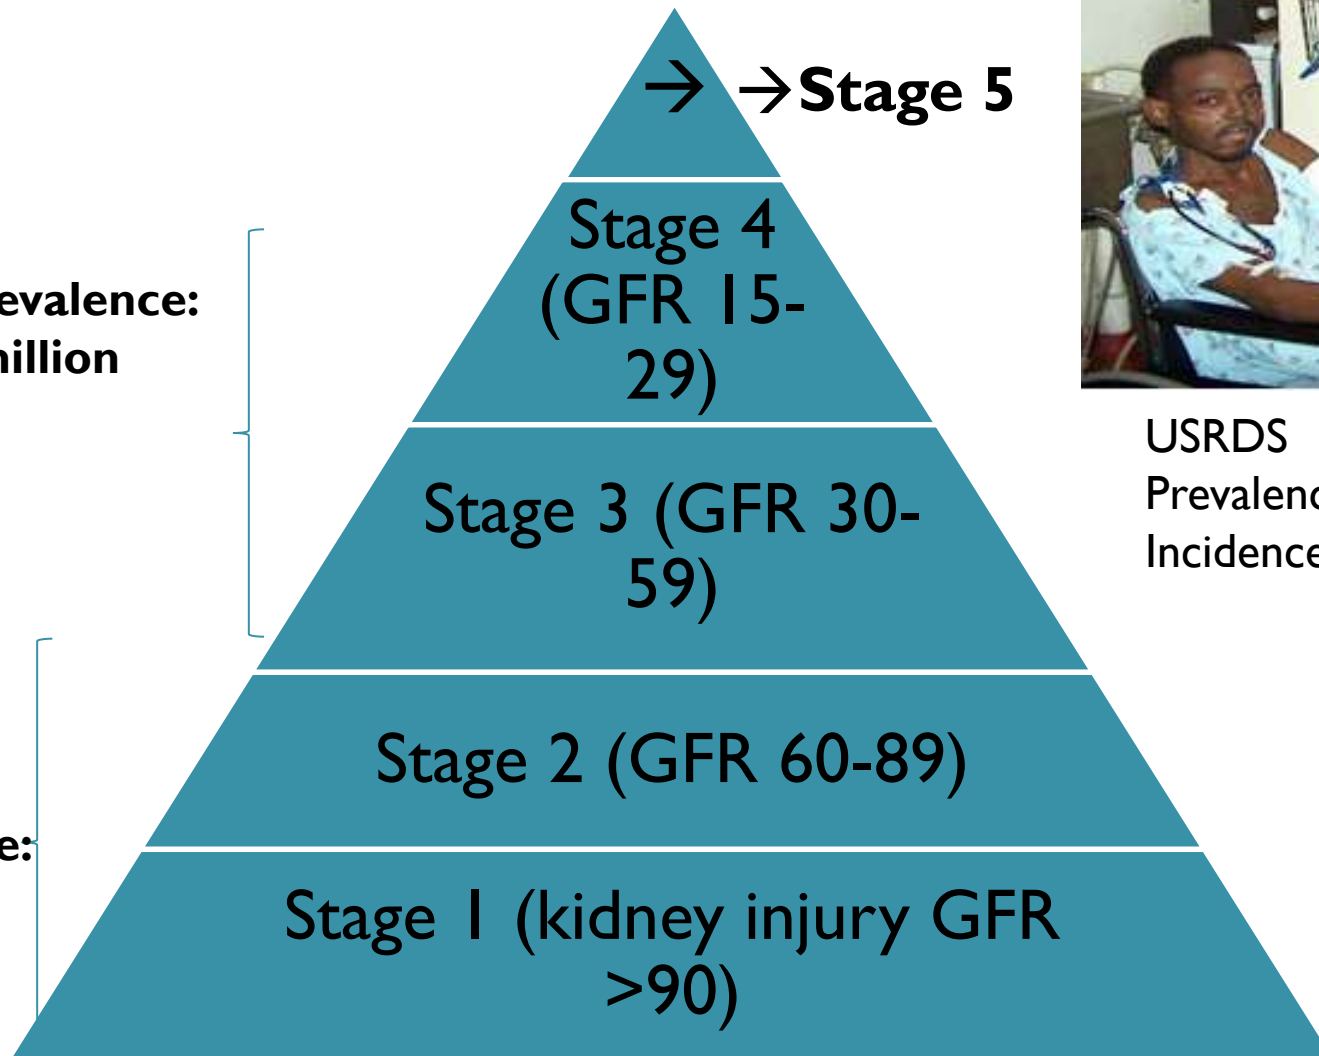 → →Stage 5
Stage 4
(GFR 15-
29)
evalence:
illion
Stage 3 (GFR 30-
59)
USRDS
Prevalenc
Incidence
Stage 2 (GFR 60-89)
e:
Stage 1 (kidney injury GFR
>90)